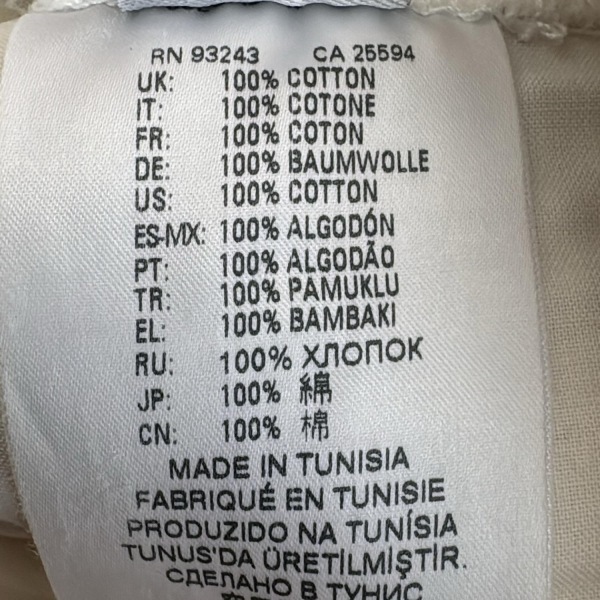 RN 93243 CA 25594
UK: 100% COTTON
IT: 100% COTONE
FR: 100% COTON
DE: 100% BAUMWOLLE
US: 100% COTTON
ES-MX: 100% ALGODÓN
PT: 100% ALGODÃO
TR: 100% PAMUKLU
EL: 100% BAMBAKI
RU: 100% ХЛОПОК
JP: 100% 綿
CN: 100% 棉
MADE IN TUNISIA
FABRIQUÉ EN TUNISIE
PRODUZIDO NA TUNÍSIA
TUNUS'DA ÜRETİLMİŞTİR.
СДЕЛАНО В ТУНИС